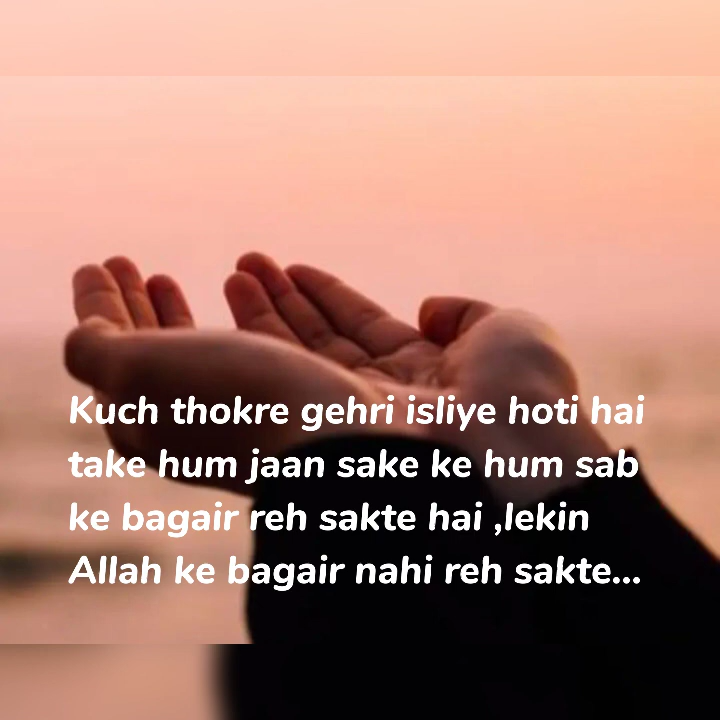 Kuch thokre gehri isliye hoti hai
take hum jaan sake ke hum sab
ke bagair reh sakte hai ,lekin
Allah ke bagair nahi reh sakte...